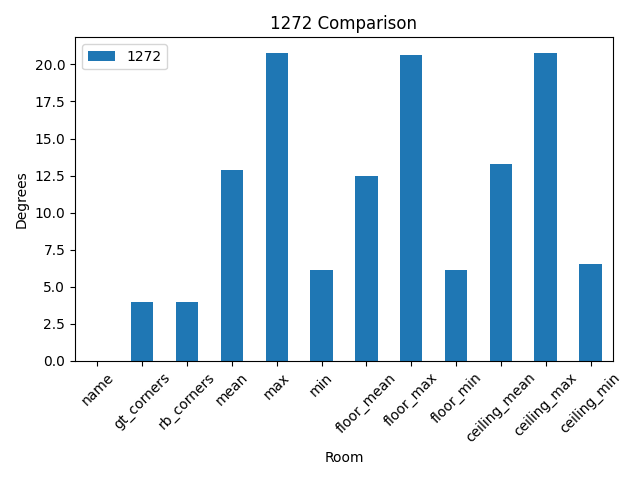 1272 Comparison
1272
Degrees
20.0
17.5
15.0
12.5
10.0
7.5
5.0
2.5
0.0
name
gt_corners
rb_corners
mean
max
min
floor_mean
floor_max
floor_min
ceiling_mean
ceiling_max
ceiling_min
Room